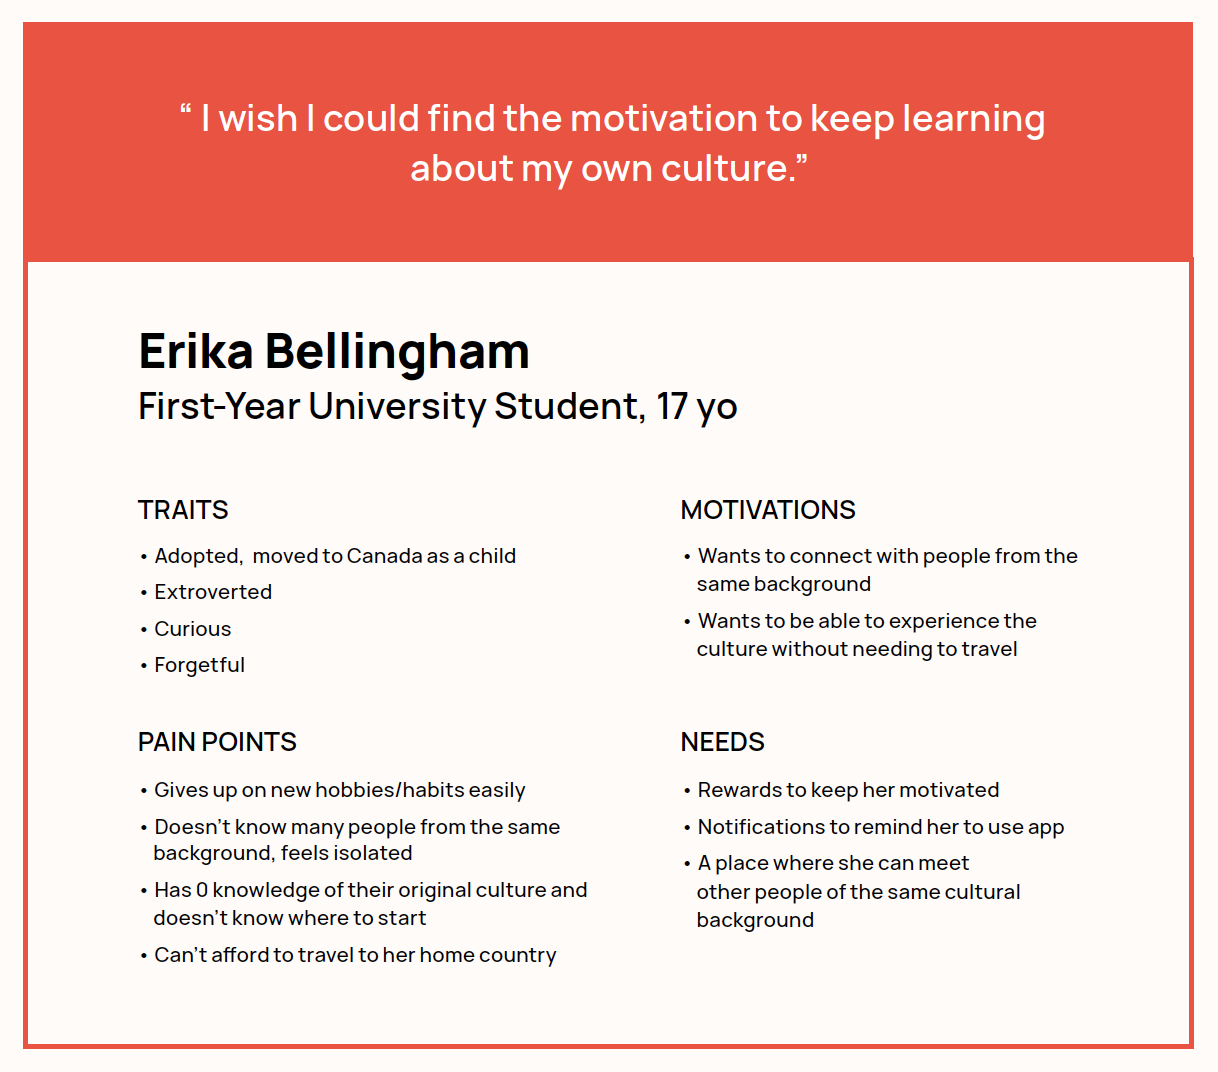 “ I wish I could find the motivation to keep learning
about my own culture.”
Erika Bellingham
First-Year University Student, 17 yo
TRAITS
• Adopted,  moved to Canada as a child
• Extroverted
• Curious
• Forgetful
MOTIVATIONS
• Wants to connect with people from the
same background
• Wants to be able to experience the
culture without needing to travel
PAIN POINTS
• Gives up on new hobbies/habits easily
• Doesn’t know many people from the same
background, feels isolated
• Has 0 knowledge of their original culture and
doesn’t know where to start
• Can’t afford to travel to her home country
NEEDS
• Rewards to keep her motivated
• Notifications to remind her to use app
• A place where she can meet
other people of the same cultural
background